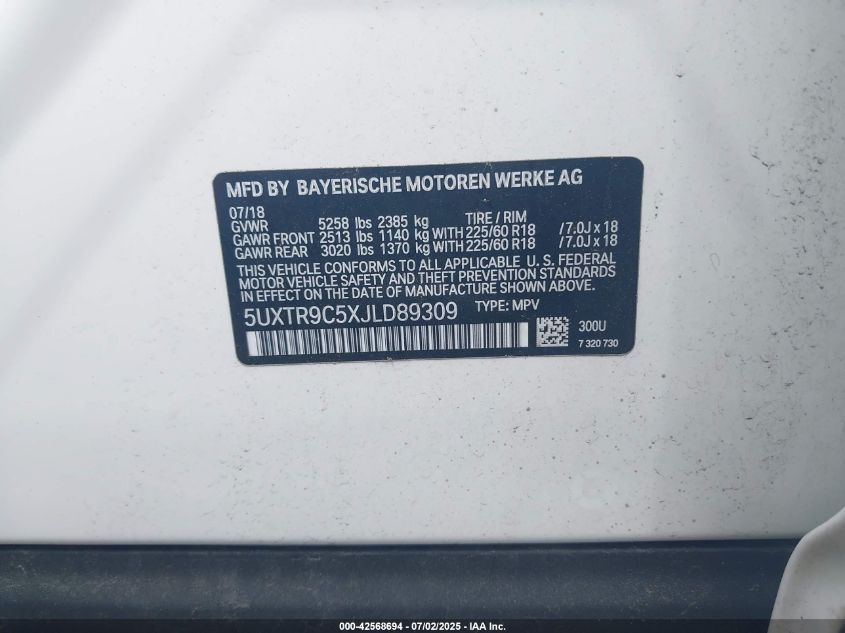 MFD BY BAYERISCHE MOTOREN WERKE AG
07/18
GVWR 5258 lbs 2385 kg TIRE / RIM
GAWR FRONT 2513 lbs 1140 kg WITH 225/60 R18 /7.0J x 18
GAWR REAR 3020 lbs 1370 kg WITH 225/60 R18 /7.0J x 18
THIS VEHICLE CONFORMS TO ALL APPLICABLE U. S. FEDERAL
MOTOR VEHICLE SAFETY AND THEFT PREVENTION STANDARDS
IN EFFECT ON THE DATE OF MANUFACTURE SHOWN ABOVE
5UXTR9C5XJLD89309 TYPE: MPV
300U
7 320 730
000-42568694 - 07/02/2025 - IAA Inc.